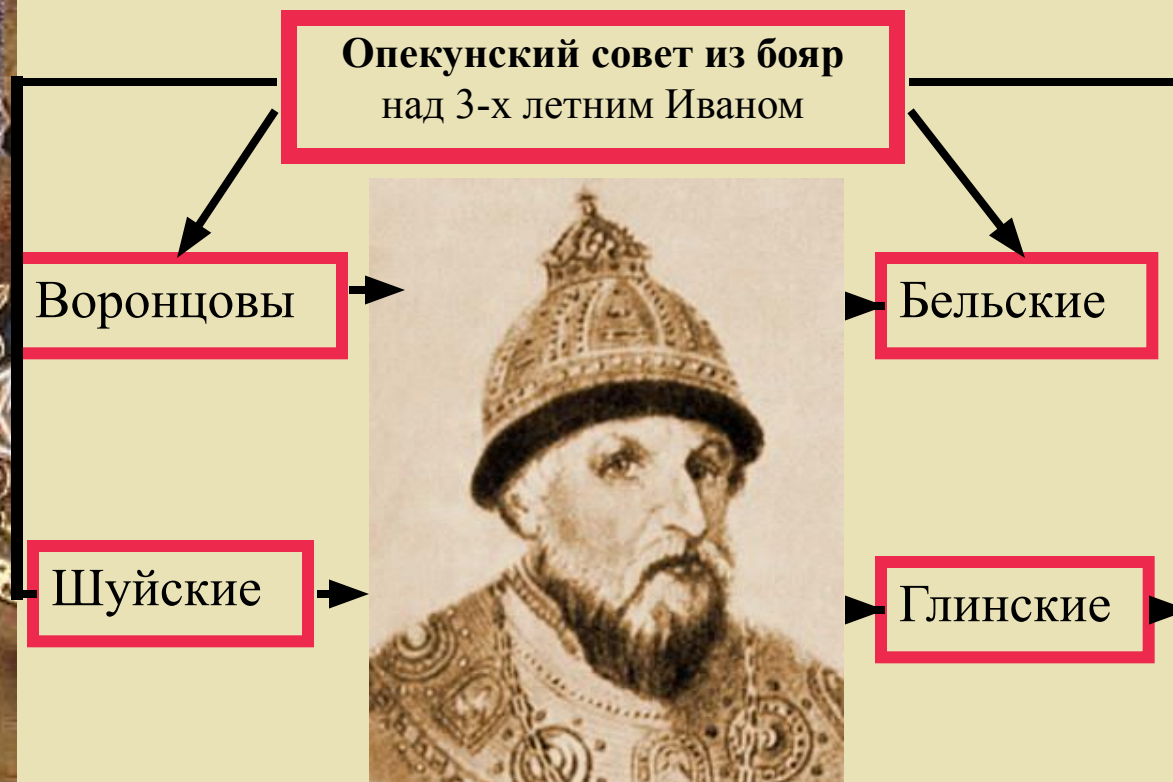 Опекунский совет из бояр
над 3-х летним Иваном
Воронцовы
Бельские
Шуйские
Глинские